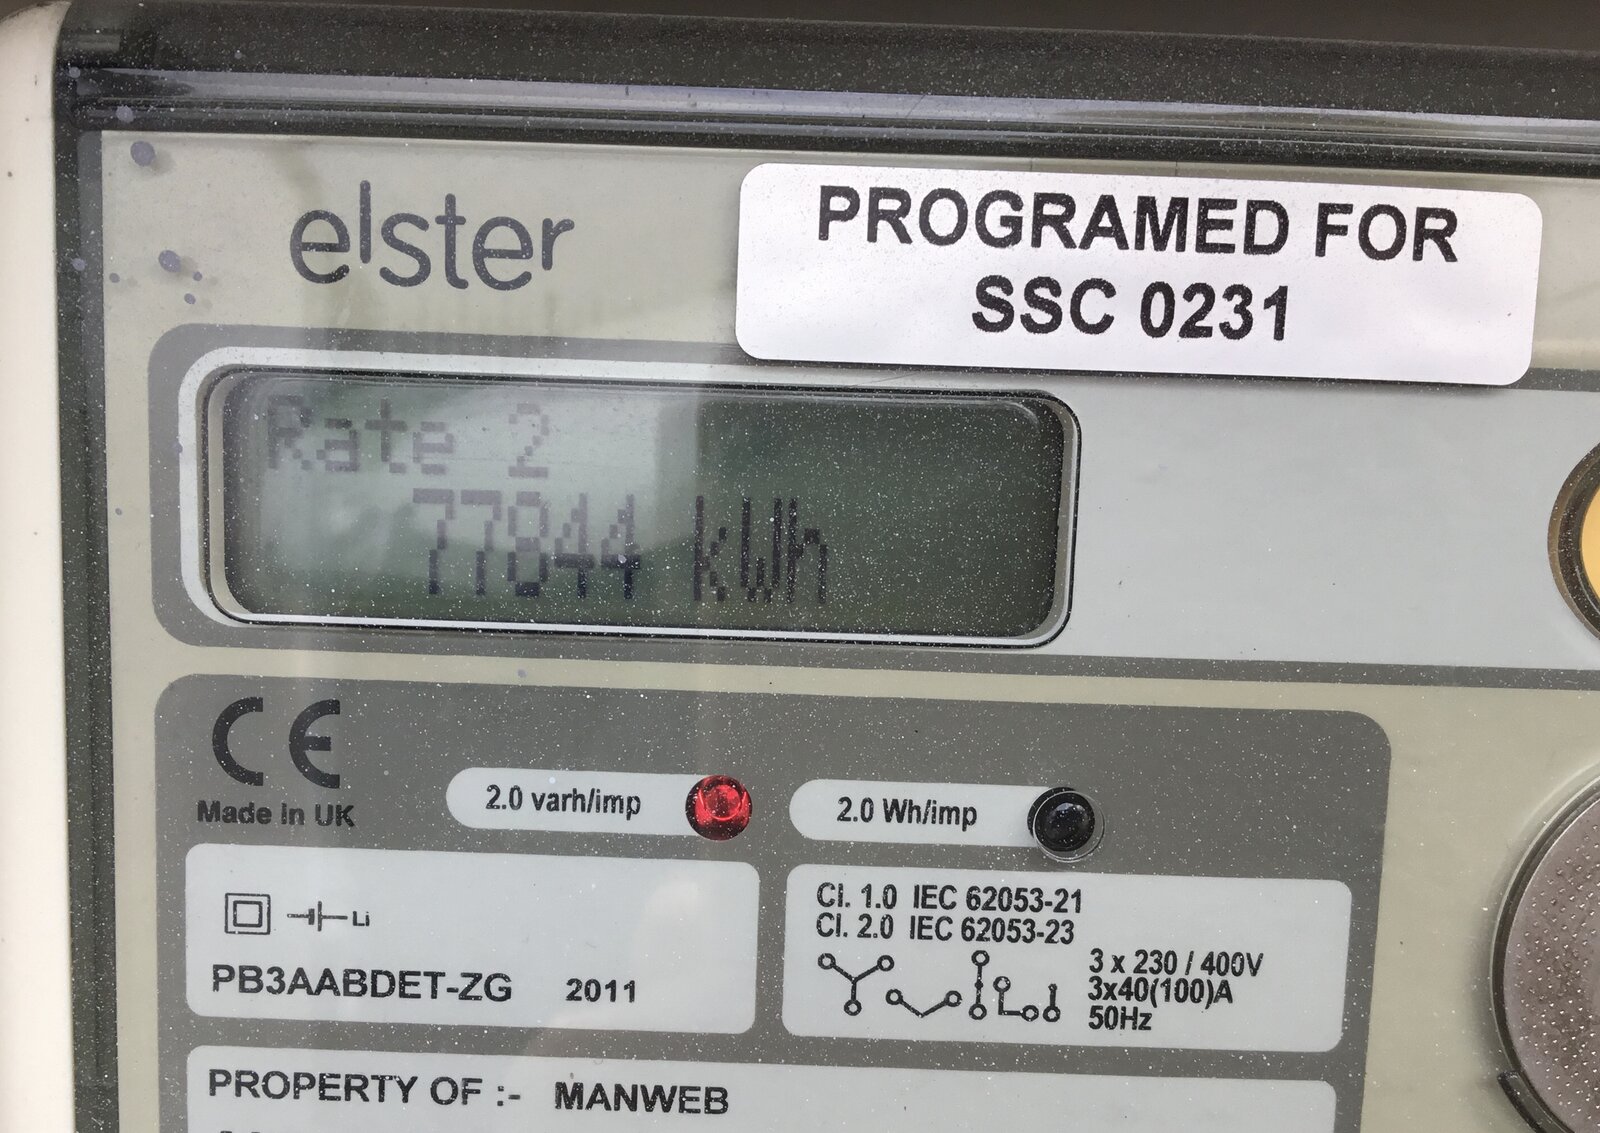 elster
PROGRAMED FOR
SSC 0231
Rate 2
77844 kWh
CE
Made in UK
2.0 varh/imp
2.0 Wh/imp
Li
PB3AABDET-ZG 2011
Cl. 1.0 IEC 62053-21
Cl. 2.0 IEC 62053-23
3 x 230 / 400V
3x40(100)A
50Hz
PROPERTY OF :- MANWEB